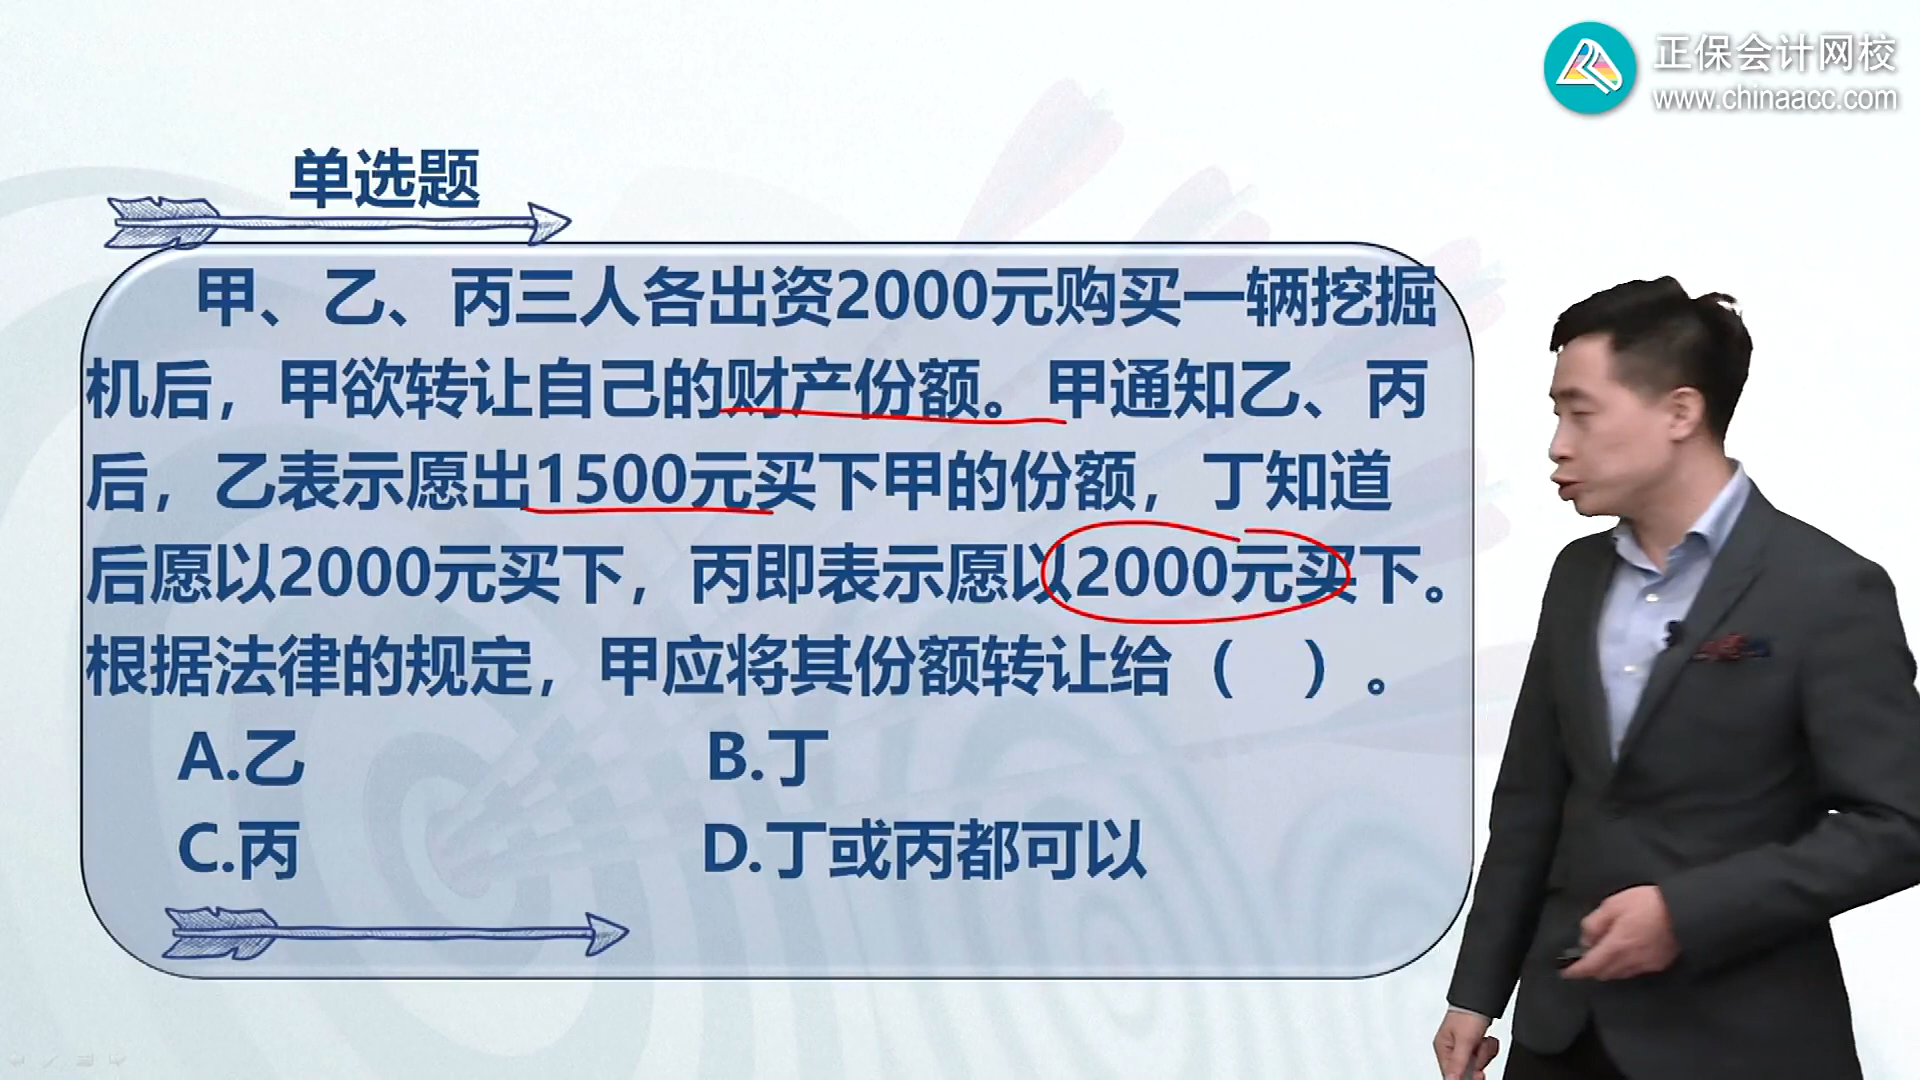 正保会计网校
www.chinaacc.com
单选题
甲、乙、丙三人各出资2000元购买一辆挖掘
机后，甲欲转让自己的财产份额。甲通知乙、丙
后，乙表示愿出1500元买下甲的份额，丁知道
后愿以2000元买下，丙即表示愿以2000元买下。
根据法律的规定，甲应将其份额转让给（ ）。
A.乙 B.丁
C.丙 D.丁或丙都可以